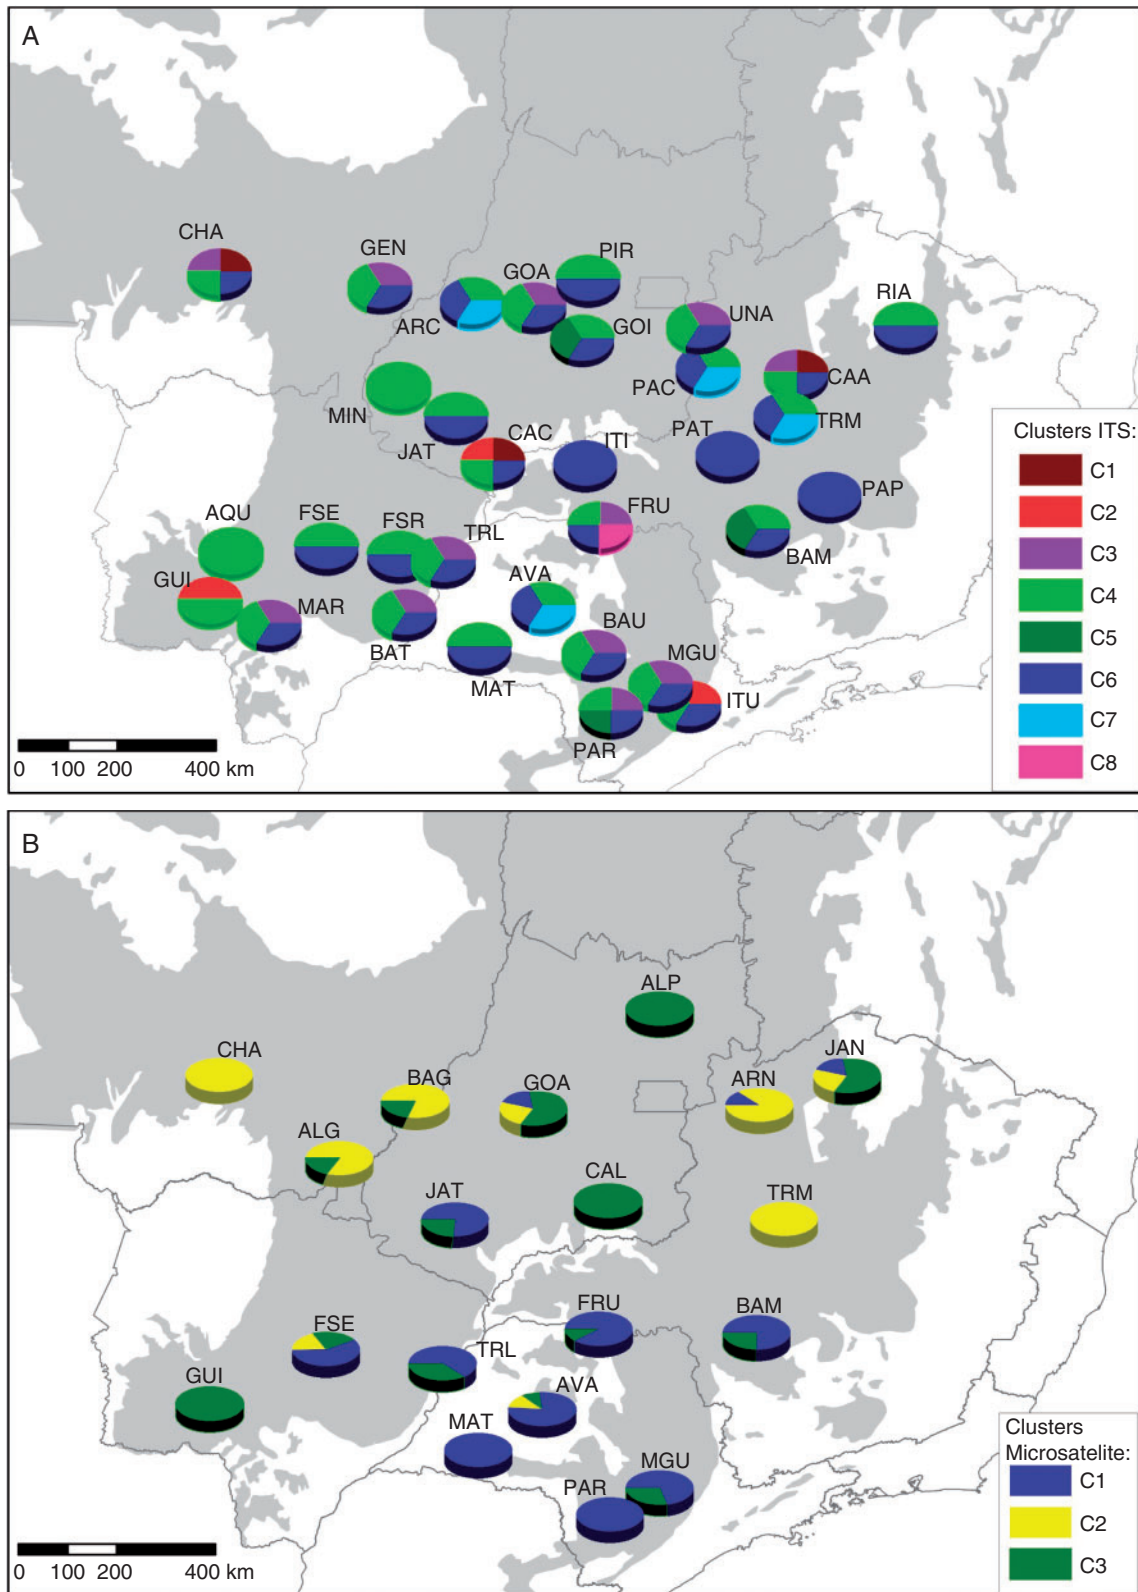 A
CHA
GEN
PIR
GOA
ARC
GOI
UNA
RIA
PAC
CAA
MIN
JAT
CAC
ITI
PAT
TRM
PAP
AQU
FSE
FSR
TRL
FRU
BAM
GUI
MAR
AVA
BAU
BAT
MGU
MAT
ITU
PAR
Clusters ITS:
C1
C2
C3
C4
C5
C6
C7
C8
0 100 200 400 km
B
ALP
CHA
BAG
GOA
ARN
JAN
ALG
JAT
CAL
TRM
FSE
TRL
FRU
BAM
GUI
AVA
MAT
MGU
PAR
Clusters
Microsatelite:
C1
C2
C3
0 100 200 400 km